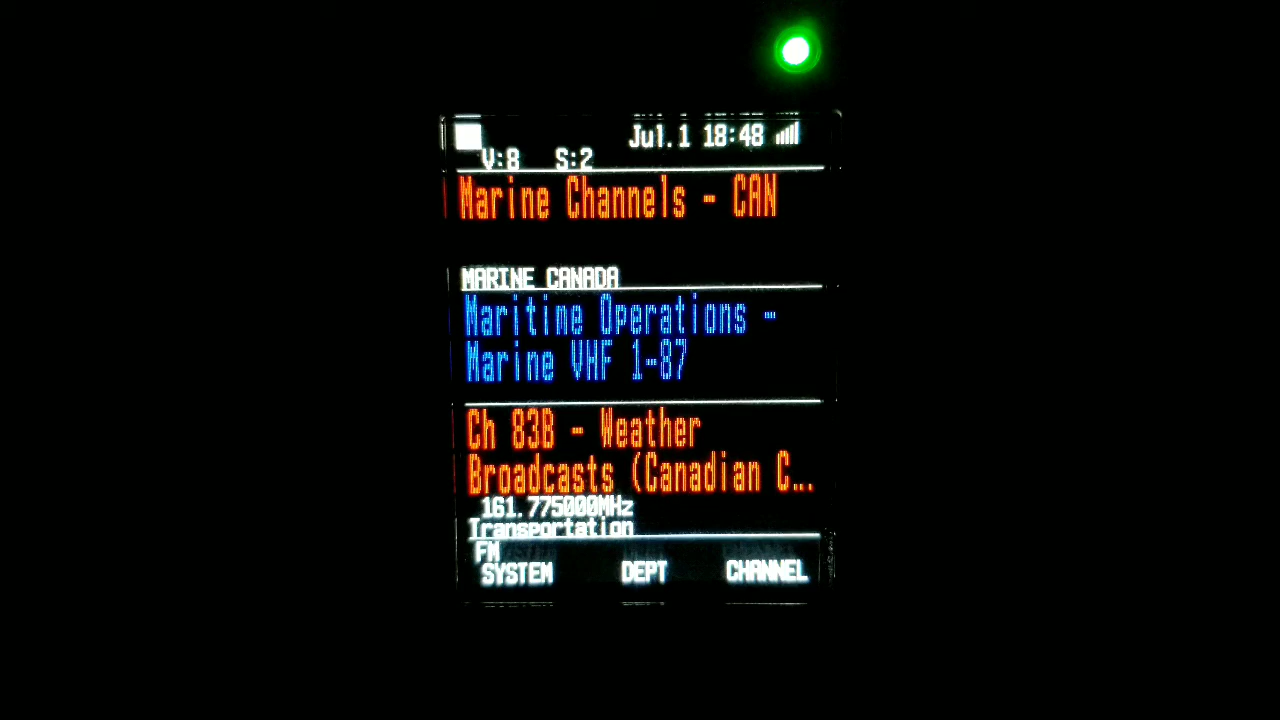 Jul.1 18:48
V:8 S:2
Marine Channels - CAN
MARINE CANADA
Maritime Operations -
Marine VHF 1-87
Ch 83B - Weather
Broadcasts (Canadian C...
161.775000MHz
Transportation
FM
SYSTEM DEPT CHANNEL